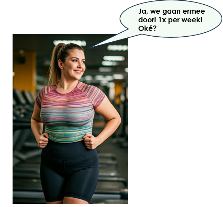 Ja, we gaan ermee
door! 1x per week!
Oké?